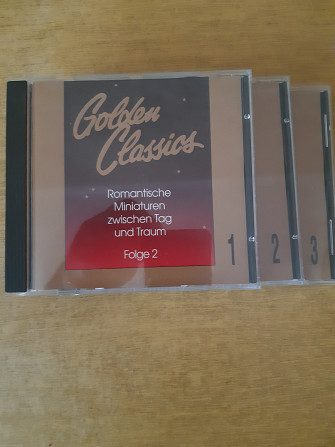 Golden
Classics
Romantische
Miniaturen
zwischen Tag
und Traum
Folge 2
1
2
3